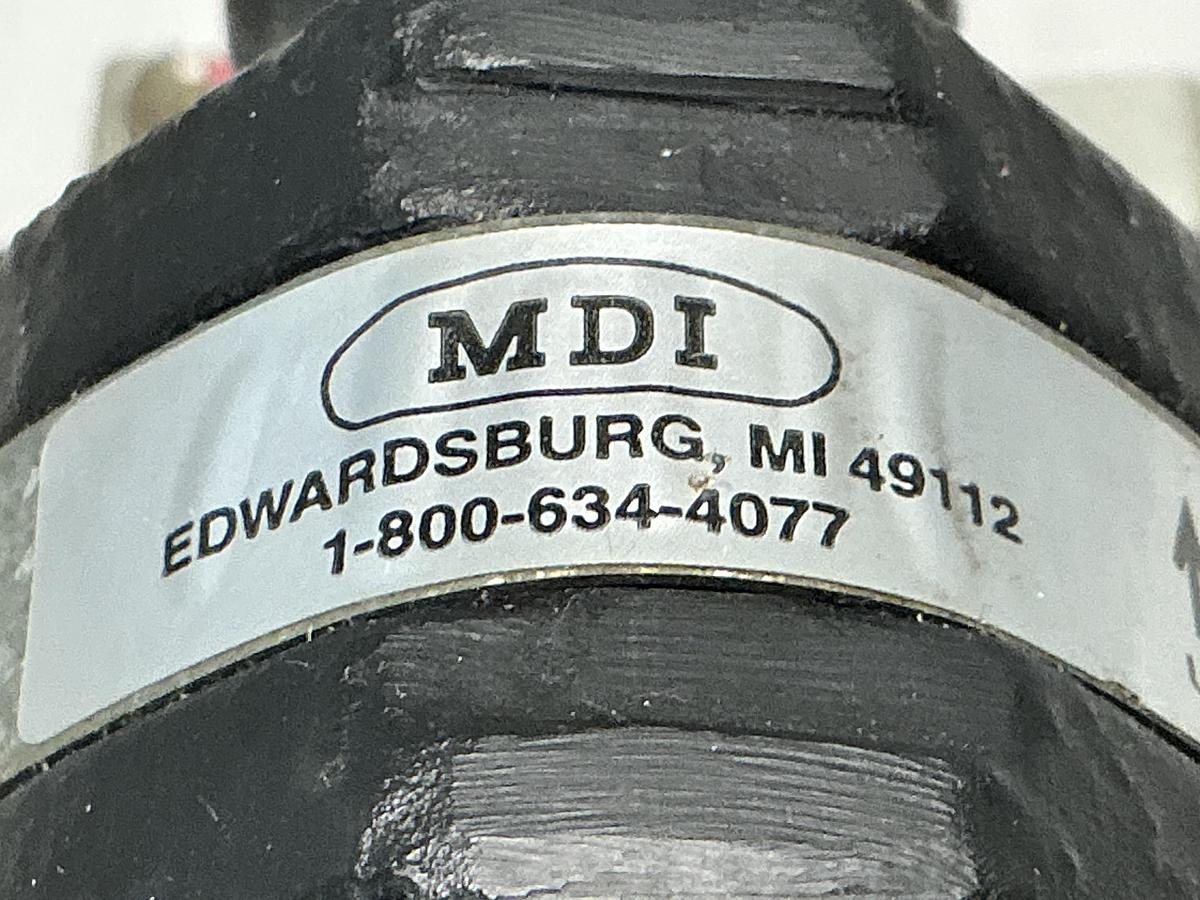 MDI
EDWARDSBURG, MI 49112
1-800-634-4077